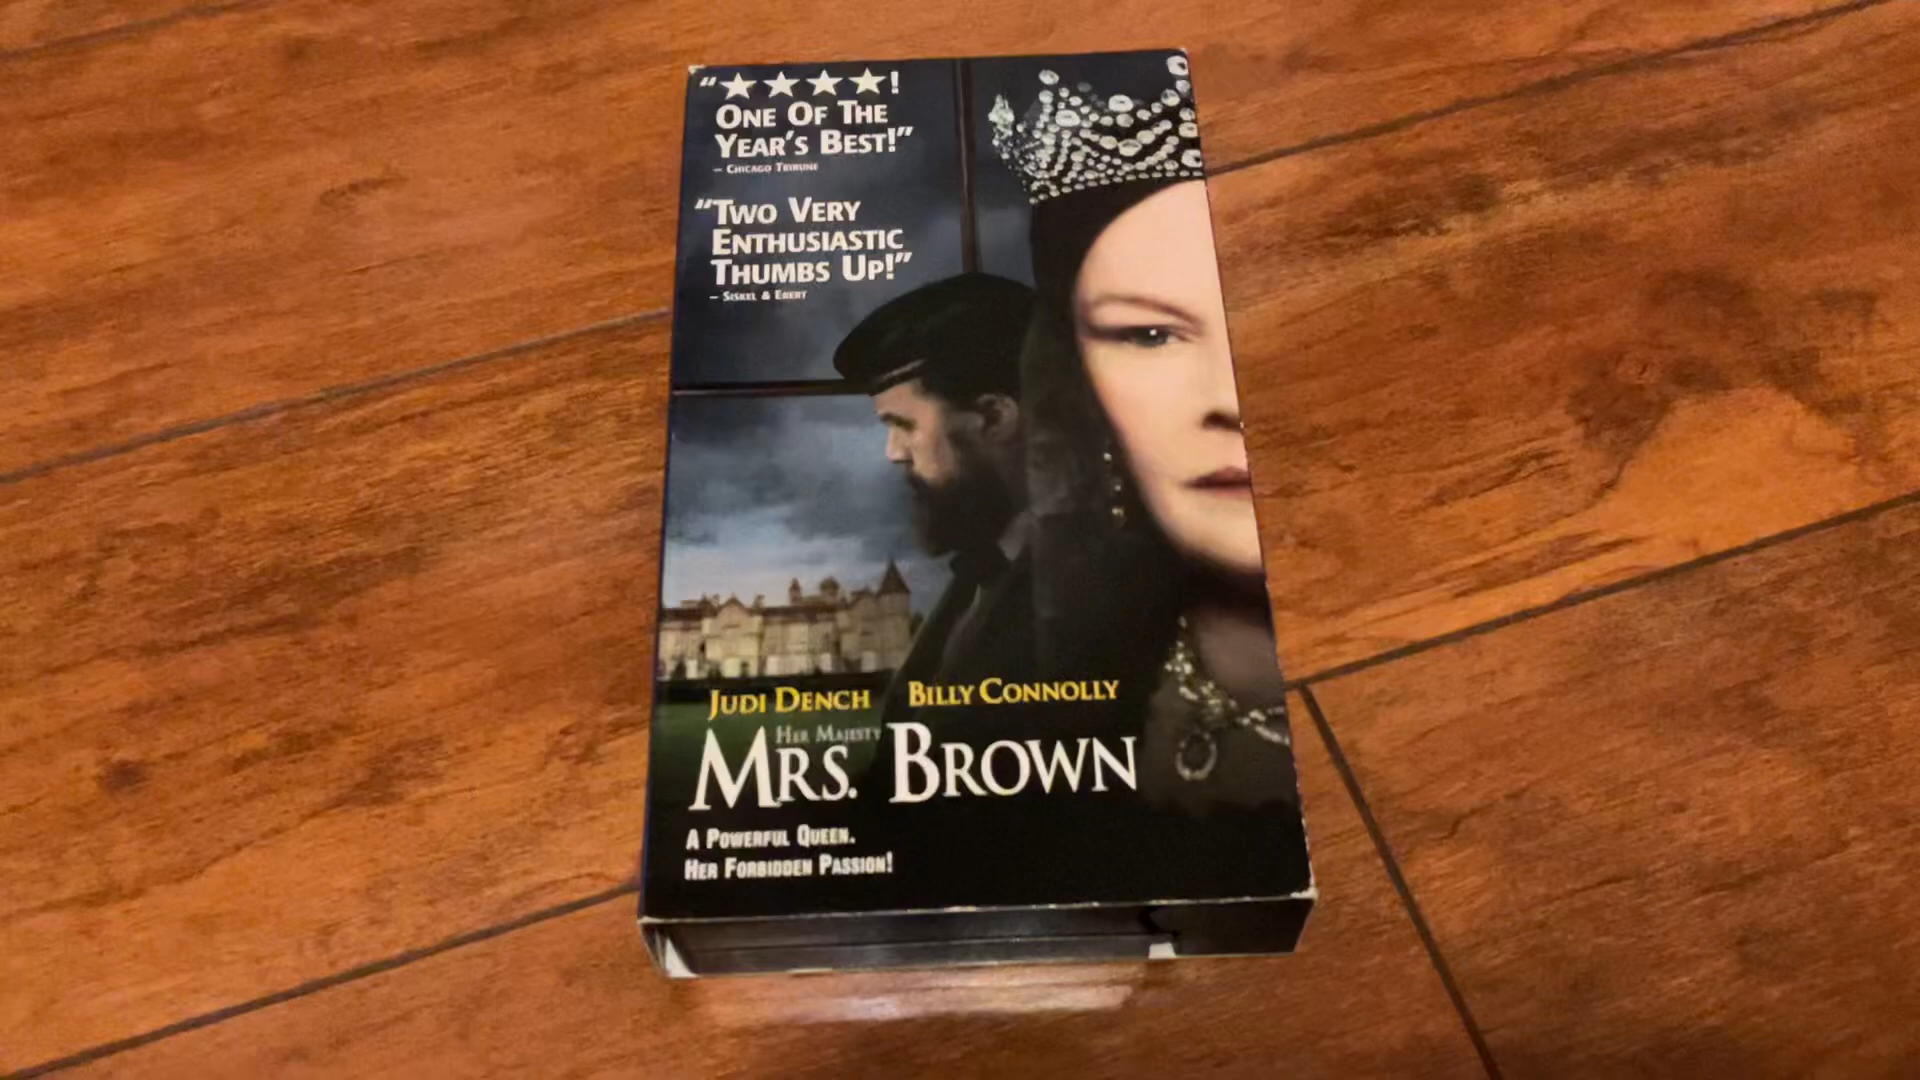 “★★★★!
ONE OF THE
YEAR’S BEST!”
– CHICAGO TRIBUNE
“TWO VERY
ENTHUSIASTIC
THUMBS UP!”
– SISKEL & EBERT
JUDI DENCH BILLY CONNOLLY
HER MAJESTY
MRS. BROWN
A POWERFUL QUEEN.
HER FORBIDDEN PASSION!